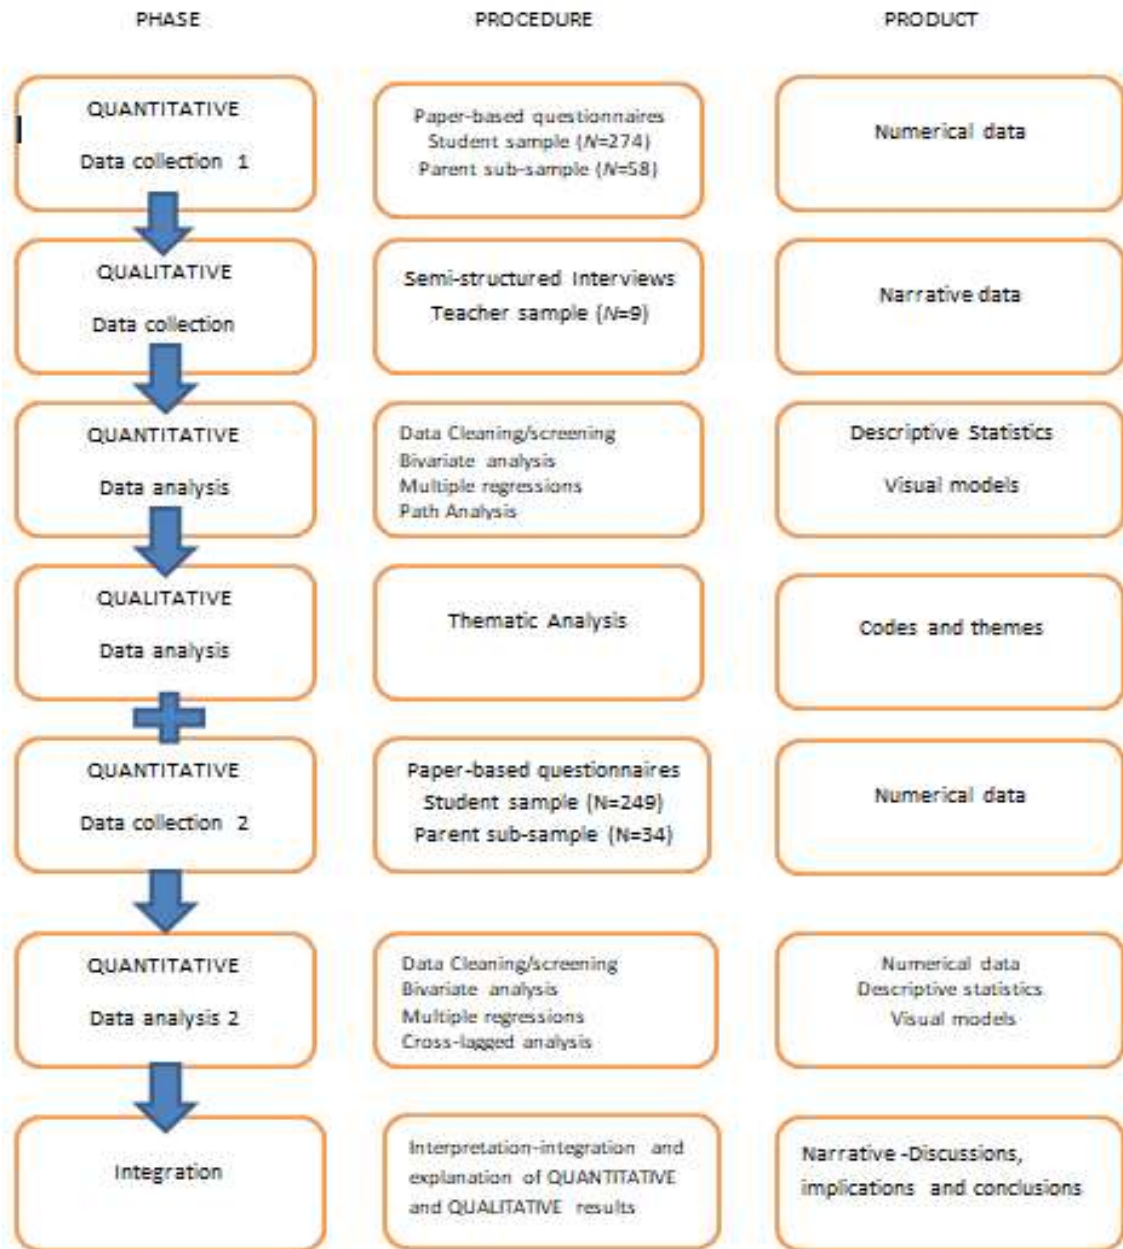 PHASE
PROCEDURE
PRODUCT
QUANTITATIVE
Data collection 1
Paper-based questionnaires
Student sample (N=274)
Parent sub-sample (N=58)
Numerical data
QUALITATIVE
Data collection
Semi-structured Interviews
Teacher sample (N=9)
Narrative data
QUANTITATIVE
Data analysis
Data Cleaning/screening
Bivariate analysis
Multiple regressions
Path Analysis
Descriptive Statistics
Visual models
QUALITATIVE
Data analysis
Thematic Analysis
Codes and themes
QUANTITATIVE
Data collection 2
Paper-based questionnaires
Student sample (N=249)
Parent sub-sample (N=34)
Numerical data
QUANTITATIVE
Data analysis 2
Data Cleaning/screening
Bivariate analysis
Multiple regressions
Cross-lagged analysis
Numerical data
Descriptive statistics
Visual models
Integration
Interpretation-integration and
explanation of QUANTITATIVE
and QUALITATIVE results
Narrative -Discussions,
implications and conclusions